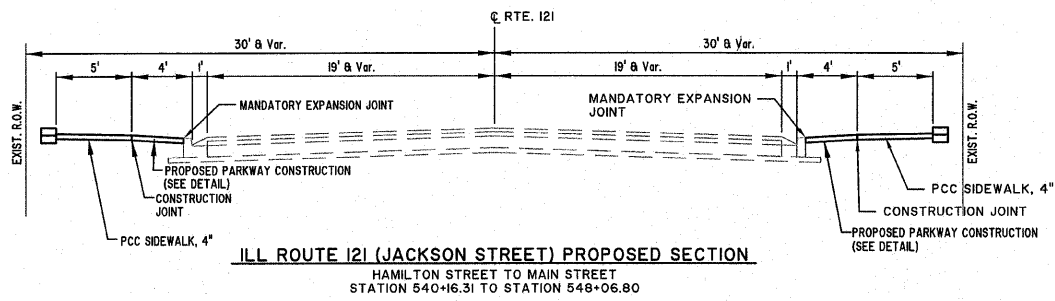 ℄ RTE. 121
30' & Var.
30' & Var.
5'
4'
1'
19' & Var.
19' & Var.
1'
4'
5'
MANDATORY EXPANSION JOINT
MANDATORY EXPANSION
JOINT
EXIST. R.O.W.
EXIST. R.O.W.
PROPOSED PARKWAY CONSTRUCTION
(SEE DETAIL)
CONSTRUCTION
JOINT
PCC SIDEWALK, 4"
PCC SIDEWALK, 4"
CONSTRUCTION JOINT
PROPOSED PARKWAY CONSTRUCTION
(SEE DETAIL)
ILL ROUTE 121 (JACKSON STREET) PROPOSED SECTION
HAMILTON STREET TO MAIN STREET
STATION 540+16.31 TO STATION 548+06.80